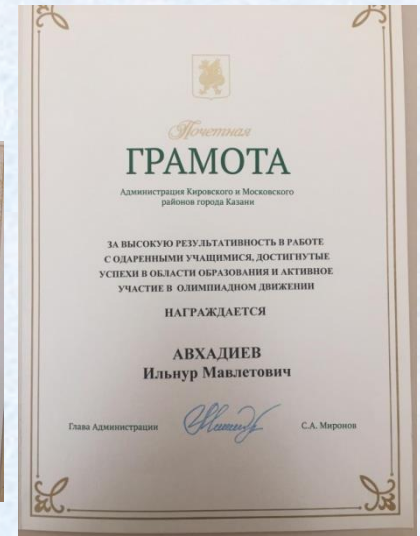 Почетная
ГРАМОТА
Администрация Кировского и Московского
районов города Казани
ЗА ВЫСОКУЮ РЕЗУЛЬТАТИВНОСТЬ В РАБОТЕ
С ОДАРЕННЫМИ УЧАЩИМИСЯ, ДОСТИГНУТЫЕ
УСПЕХИ В ОБЛАСТИ ОБРАЗОВАНИЯ И АКТИВНОЕ
УЧАСТИЕ В ОЛИМПИАДНОМ ДВИЖЕНИИ
НАГРАЖДАЕТСЯ
АВХАДИЕВ
Ильнур Мавлетович
Глава Администрации С.А. Миронов